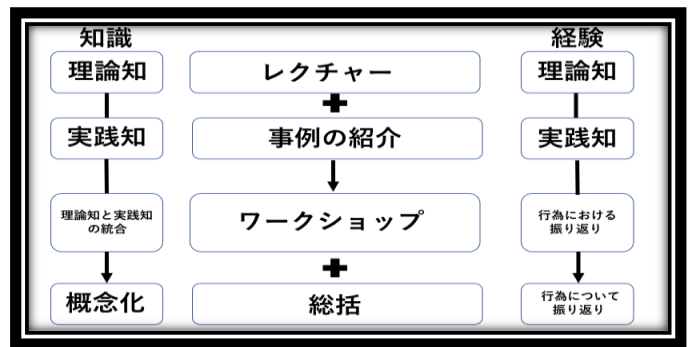 知識
経験
理論知
レクチャー
理論知
実践知
事例の紹介
実践知
理論知と実践知
の統合
ワークショップ
行為における
振り返り
概念化
総括
行為について
振り返り